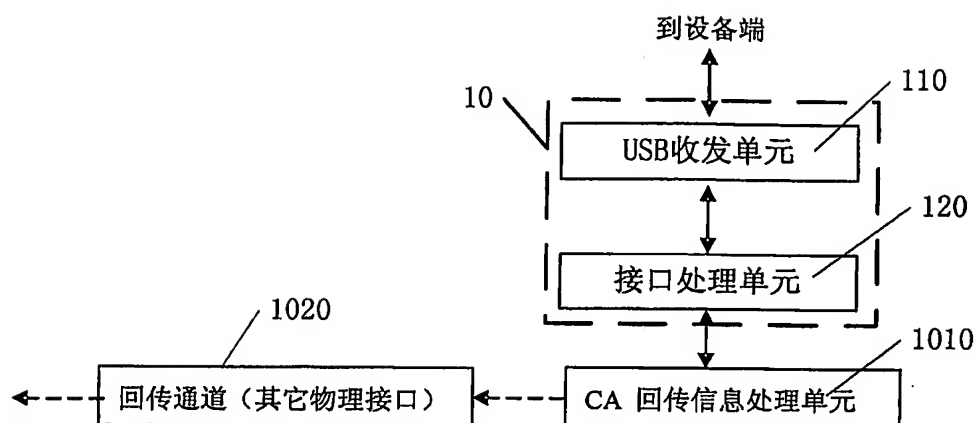 到设备端
10
110
USB收发单元
120
接口处理单元
1020
1010
回传通道（其它物理接口）
CA 回传信息处理单元